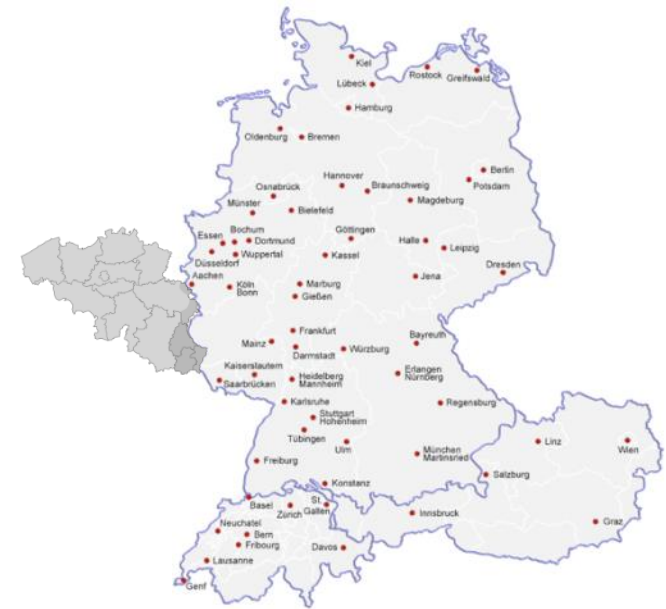 Kiel
Rostock
Greifswald
Lübeck
Hamburg
Oldenburg
Bremen
Berlin
Hannover
Potsdam
Osnabrück
Braunschweig
Magdeburg
Münster
Bielefeld
Göttingen
Bochum
Essen
Dortmund
Halle
Leipzig
Wuppertal
Kassel
Düsseldorf
Dresden
Aachen
Jena
Köln
Bonn
Marburg
Gießen
Frankfurt
Bayreuth
Mainz
Würzburg
Darmstadt
Kaiserslautern
Erlangen
Nürnberg
Heidelberg
Mannheim
Saarbrücken
Karlsruhe
Regensburg
Stuttgart
Hohenheim
Tübingen
Ulm
Linz
Wien
München
Martinsried
Freiburg
Salzburg
Konstanz
Basel
St.
Gallen
Zürich
Innsbruck
Graz
Neuchatel
Bern
Fribourg
Davos
Lausanne
Genf